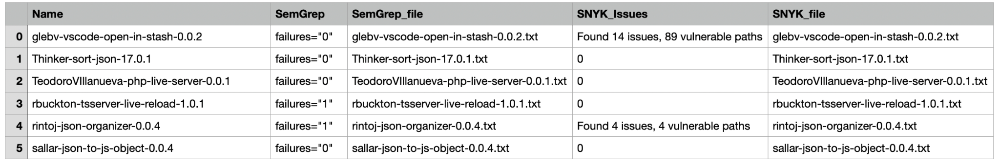 Name SemGrep SemGrep_file SNYK_Issues SNYK_file
0 glebv-vscode-open-in-stash-0.0.2 failures="0" glebv-vscode-open-in-stash-0.0.2.txt Found 14 issues, 89 vulnerable paths glebv-vscode-open-in-stash-0.0.2.txt
1 Thinker-sort-json-17.0.1 failures="0" Thinker-sort-json-17.0.1.txt 0 Thinker-sort-json-17.0.1.txt
2 TeodoroVIllanueva-php-live-server-0.0.1 failures="0" TeodoroVIllanueva-php-live-server-0.0.1.txt 0 TeodoroVIllanueva-php-live-server-0.0.1.txt
3 rbuckton-tsserver-live-reload-1.0.1 failures="1" rbuckton-tsserver-live-reload-1.0.1.txt 0 rbuckton-tsserver-live-reload-1.0.1.txt
4 rintoj-json-organizer-0.0.4 failures="1" rintoj-json-organizer-0.0.4.txt Found 4 issues, 4 vulnerable paths rintoj-json-organizer-0.0.4.txt
5 sallar-json-to-js-object-0.0.4 failures="0" sallar-json-to-js-object-0.0.4.txt 0 sallar-json-to-js-object-0.0.4.txt